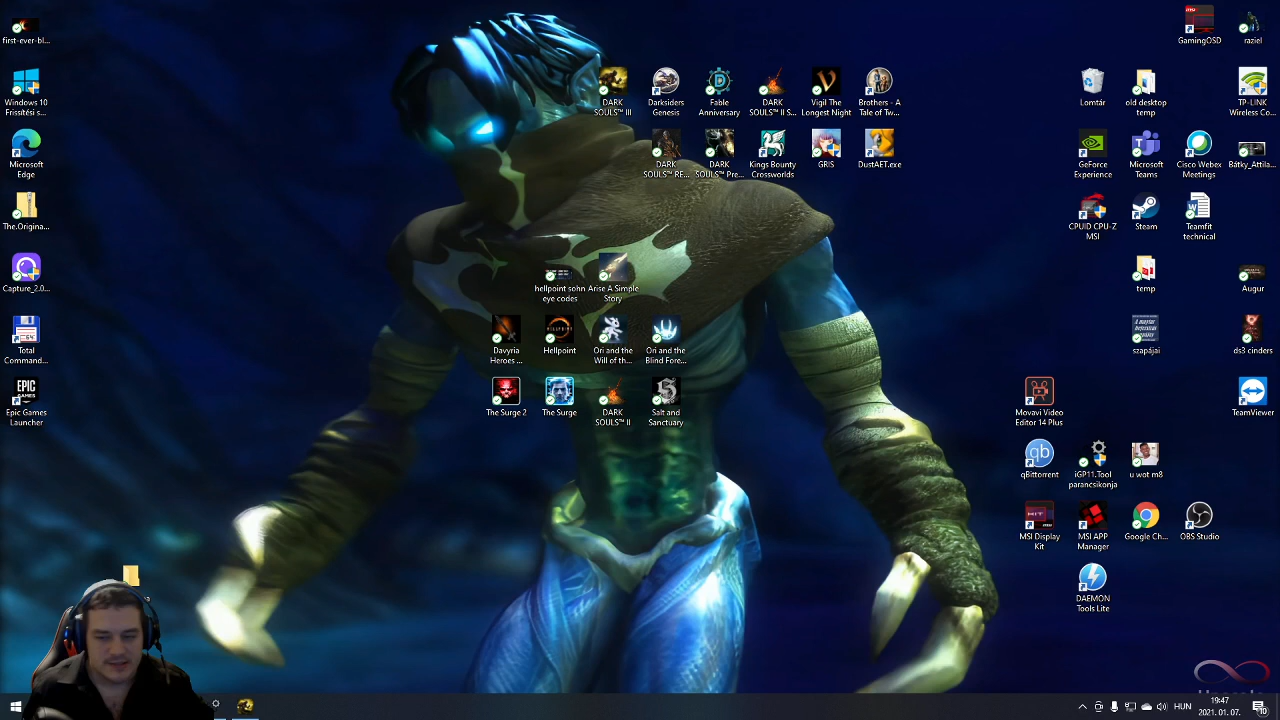 first-ever-bl...
GamingOSD
raziel
Windows 10
Frissítési s...
DARK
SOULS™ III
Darksiders
Genesis
Fable
Anniversary
DARK
SOULS™ II S...
Vigil The
Longest Night
Brothers - A
Tale of Tw...
Lomtár
old desktop
temp
TP-LINK
Wireless Co...
Microsoft
Edge
DARK
SOULS™ RE...
DARK
SOULS™ Pre...
Kings Bounty
Crossworlds
GRIS
DustAET.exe
GeForce
Experience
Microsoft
Teams
Cisco Webex
Meetings
Bátky_Attila...
The.Origina...
CPUID CPU-Z
MSI
Steam
Teamfit
technical
Capture_2.0...
hellpoint sohn
eye codes
Arise A Simple
Story
temp
Augur
Total
Command...
Davyria
Heroes ...
HELLPOINT
Hellpoint
Ori and the
Will of th...
Ori and the
Blind Fore...
szapájai
ds3 cinders
EPIC
GAMES
Epic Games
Launcher
The Surge 2
The Surge
DARK
SOULS™ II
Salt and
Sanctuary
Movavi Video
Editor 14 Plus
TeamViewer
qb
qBittorrent
iGP11.Tool
parancsikonja
u wot m8
MSI Display
Kit
MSI APP
Manager
Google Ch...
OBS Studio
DAEMON
Tools Lite
HUN
19:47
2021. 01. 07.